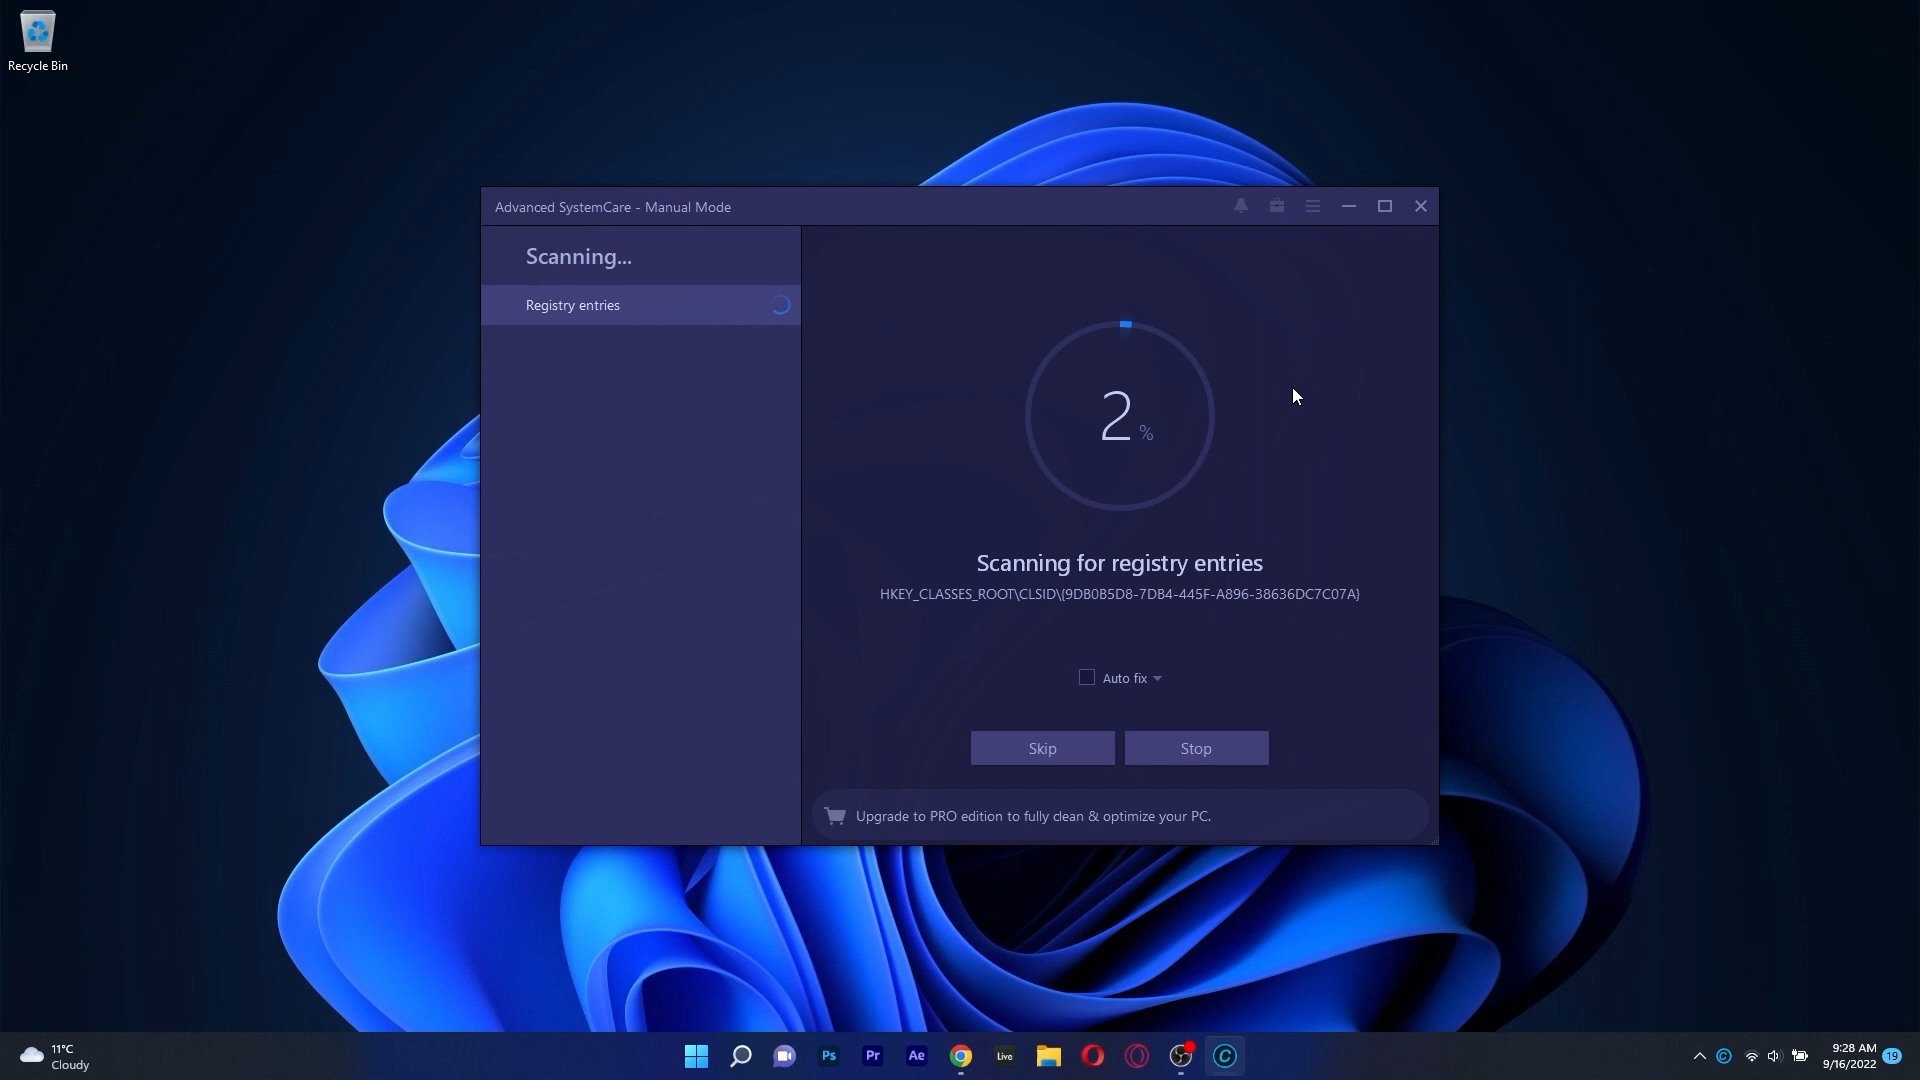 Recycle Bin
Advanced SystemCare - Manual Mode
Scanning...
Registry entries
2 %
Scanning for registry entries
HKEY_CLASSES_ROOT\CLSID\{9DB0B5D8-7DB4-445F-A896-38636DC7C07A}
Auto fix
Skip
Stop
Upgrade to PRO edition to fully clean & optimize your PC.
11°C
Cloudy
Ps
Pr
Ae
Live
9:28 AM
9/16/2022
19